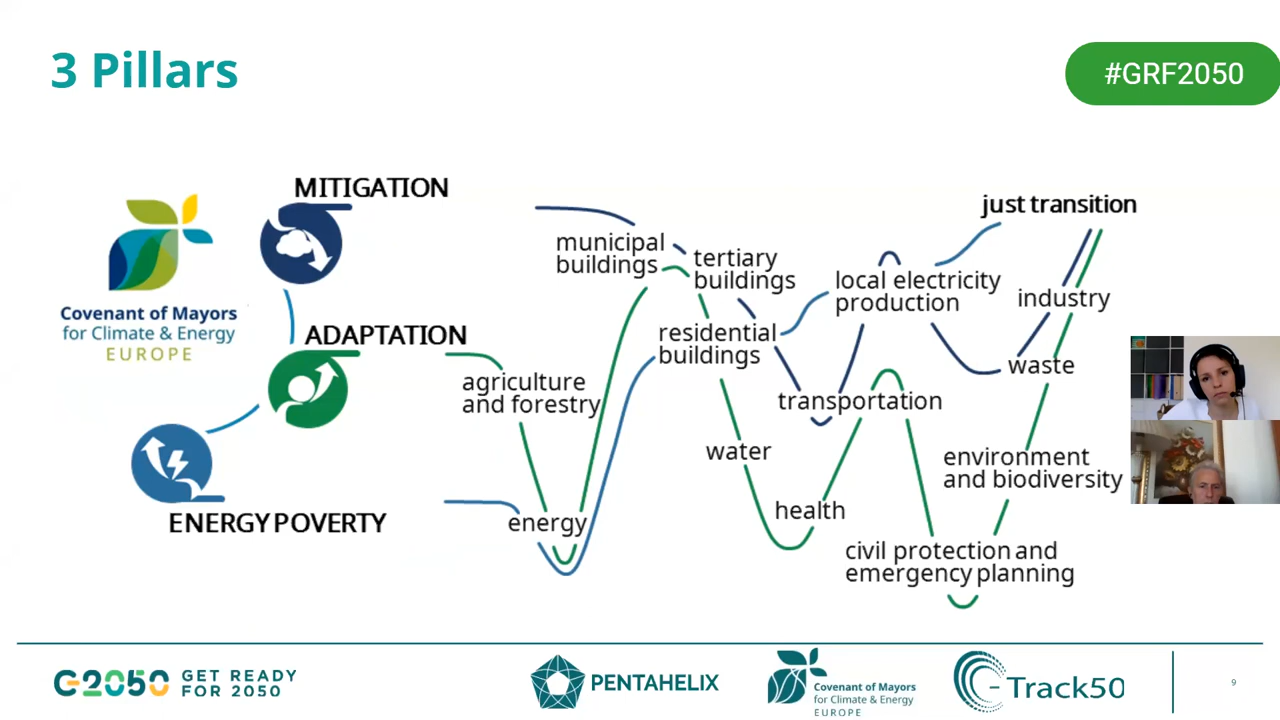 3 Pillars
#GRF2050
MITIGATION
Covenant of Mayors
for Climate & Energy
EUROPE
ADAPTATION
ENERGY POVERTY
agriculture
and forestry
energy
municipal
buildings
tertiary
buildings
residential
buildings
water
health
transportation
local electricity
production
civil protection and
emergency planning
environment
and biodiversity
waste
industry
just transition
G2050 GET READY
FOR 2050
PENTAHELIX
Covenant of Mayors
for Climate & Energy
EUROPE
C-Track50
9